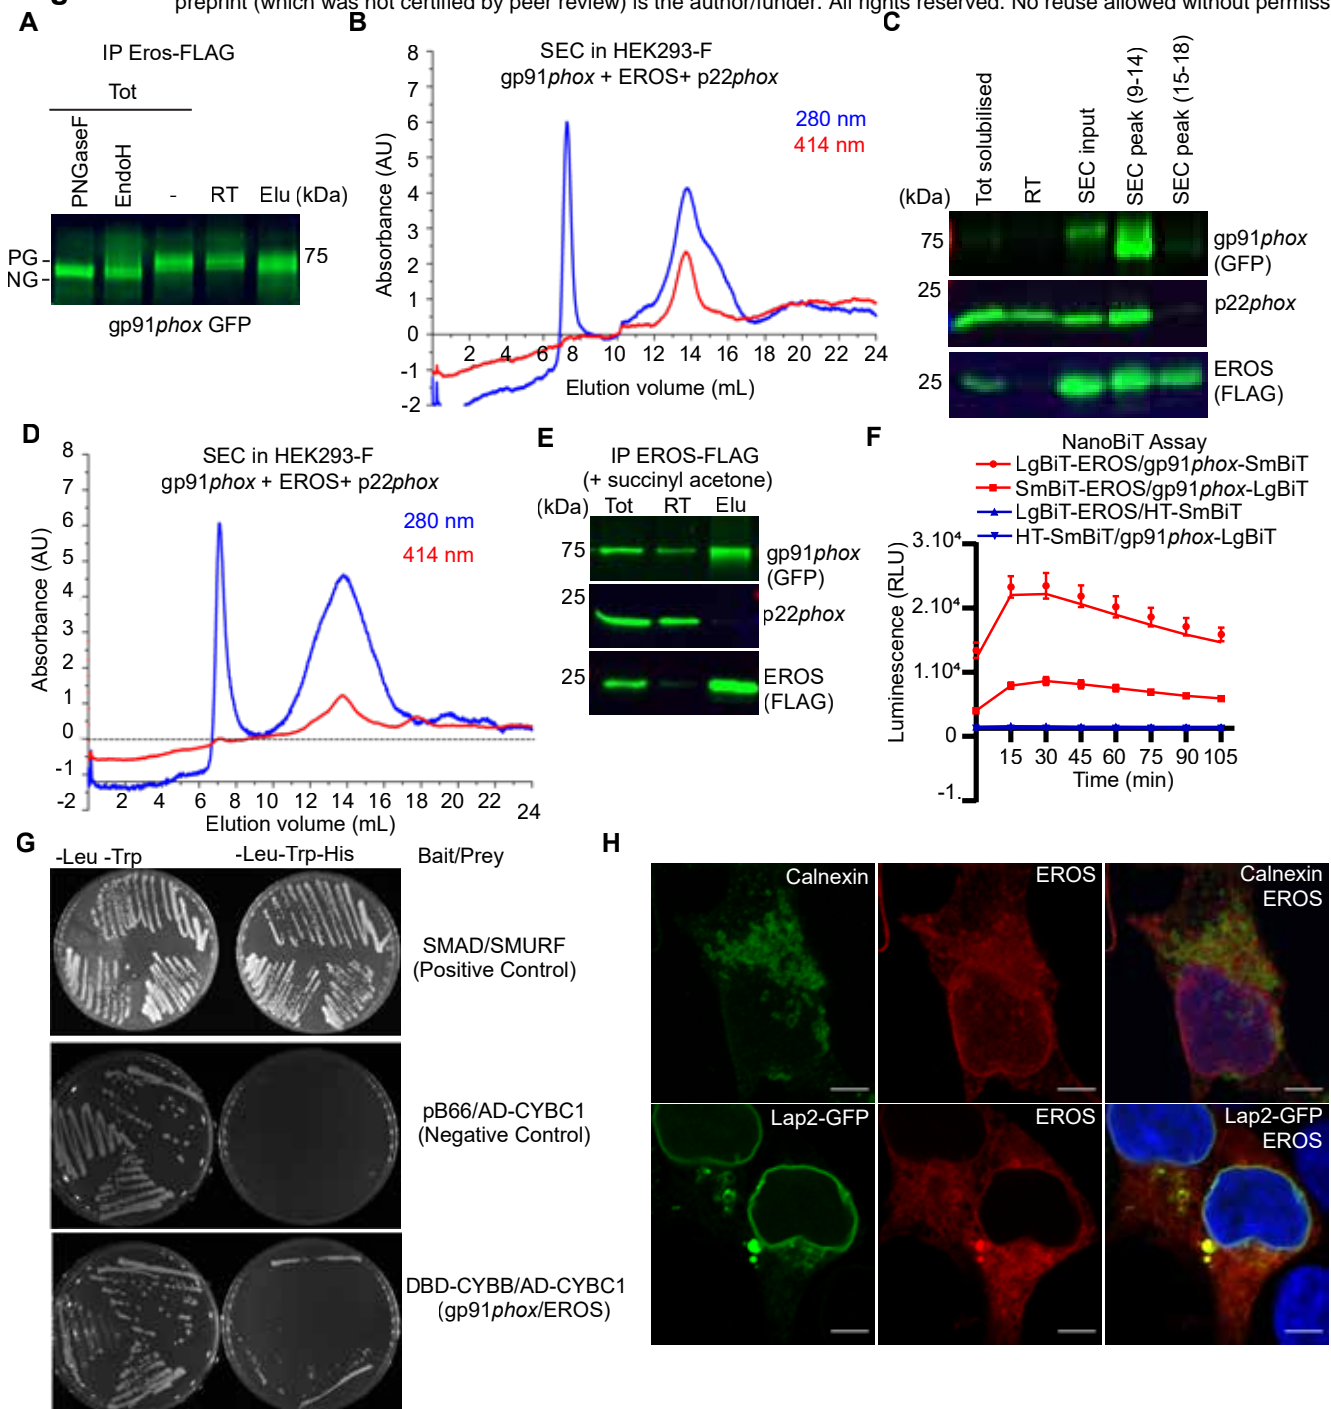 preprint (which was not certified by peer review) is the author/funder. All rights reserved. No reuse allowed without permiss
A
IP Eros-FLAG
Tot
PNGaseF
EndoH
-
RT
Elu (kDa)
PG
NG
75
gp91phox GFP
B
SEC in HEK293-F
gp91phox + EROS+ p22phox
280 nm
414 nm
Absorbance (AU)
8
7
6
5
4
3
2
1
0
-1
-2
2 4 6 8 10 12 14 16 18 20 22 24
Elution volume (mL)
C
(kDa)
Tot solubilised
RT
SEC input
SEC peak (9-14)
SEC peak (15-18)
75
gp91phox
(GFP)
25
p22phox
25
EROS
(FLAG)
D
SEC in HEK293-F
gp91phox + EROS+ p22phox
280 nm
414 nm
Absorbance (AU)
8
7
6
5
4
3
2
1
0
-1
-2
2 4 6 8 10 12 14 16 18 20 22 24
Elution volume (mL)
E
IP EROS-FLAG
(+ succinyl acetone)
(kDa) Tot RT Elu
75
gp91phox
(GFP)
25
p22phox
25
EROS
(FLAG)
F
NanoBiT Assay
LgBiT-EROS/gp91phox-SmBiT
SmBiT-EROS/gp91phox-LgBiT
LgBiT-EROS/HT-SmBiT
HT-SmBiT/gp91phox-LgBiT
Luminescence (RLU)
3.10⁴
2.10⁴
1.10⁴
0
-1.
15 30 45 60 75 90 105
Time (min)
G
-Leu -Trp
-Leu-Trp-His
Bait/Prey
SMAD/SMURF
(Positive Control)
pB66/AD-CYBC1
(Negative Control)
DBD-CYBB/AD-CYBC1
(gp91phox/EROS)
H
Calnexin
EROS
Calnexin
EROS
Lap2-GFP
EROS
Lap2-GFP
EROS